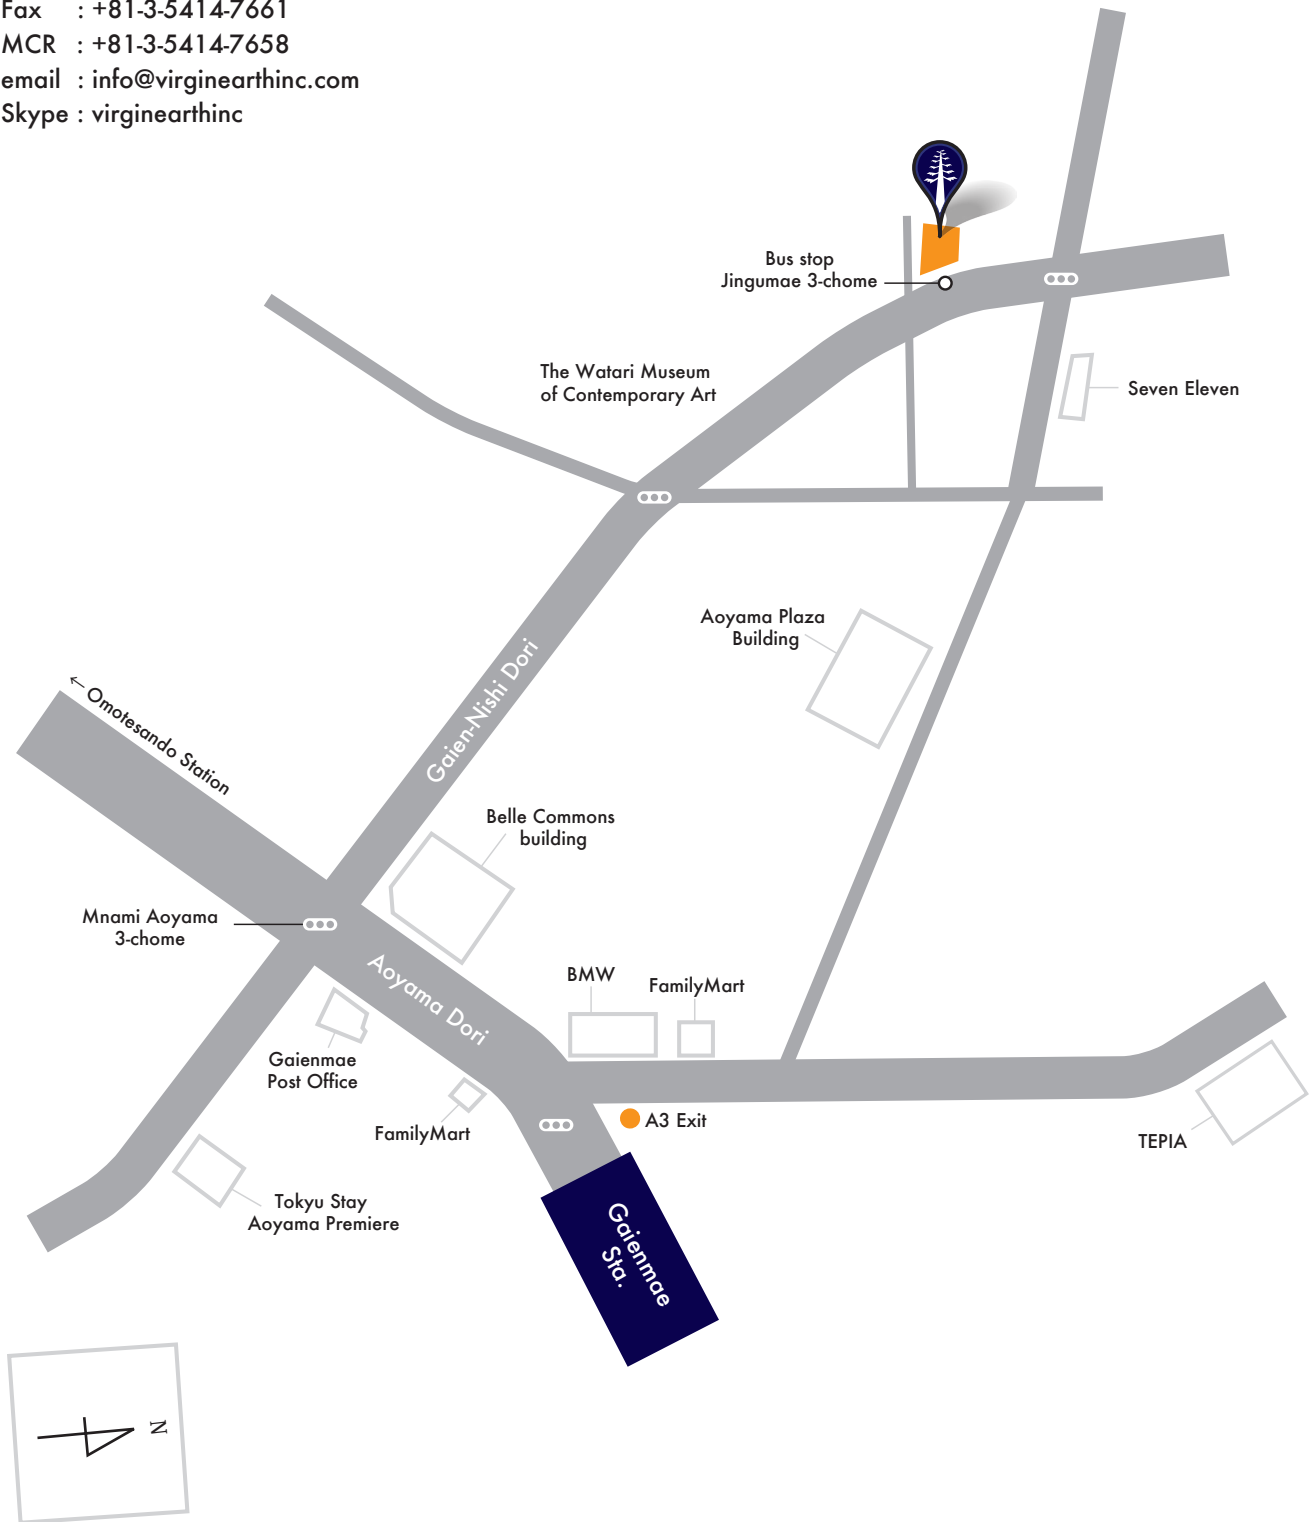 Fax : +81-3-5414-7661
MCR : +81-3-5414-7658
email : info@virginearthinc.com
Skype : virginearthinc
Bus stop
Jingumae 3-chome
The Watari Museum
of Contemporary Art
Seven Eleven
Aoyama Plaza
Building
Gaien-Nishi Dori
← Omotesando Station
Belle Commons
building
Mnami Aoyama
3-chome
Aoyama Dori
BMW
FamilyMart
Gaienmae
Post Office
FamilyMart
A3 Exit
TEPIA
Tokyu Stay
Aoyama Premiere
Gaienmae
Sta.
N